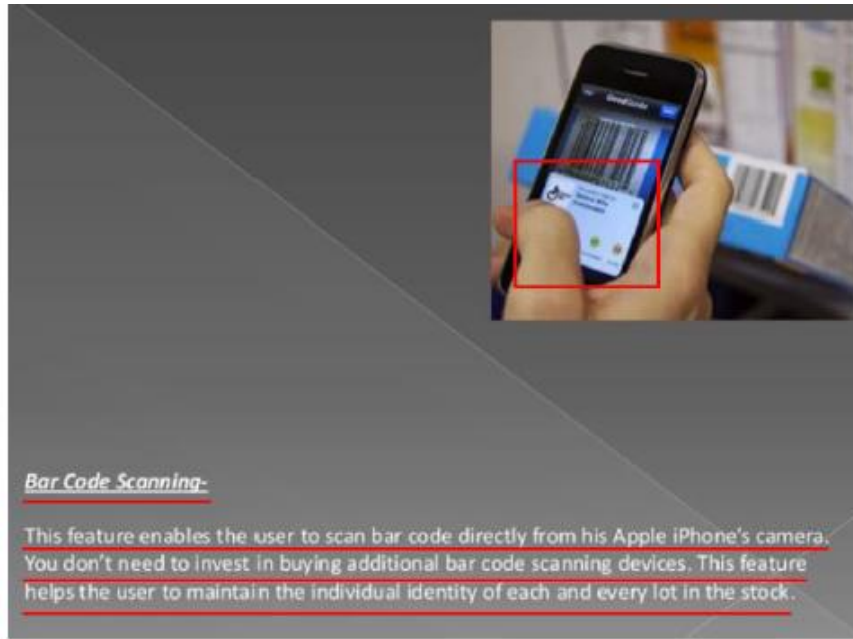 GoodGuide
Bar Code Scanning-
This feature enables the user to scan bar code directly from his Apple iPhone's camera.
You don't need to invest in buying additional bar code scanning devices. This feature
helps the user to maintain the individual identity of each and every lot in the stock.